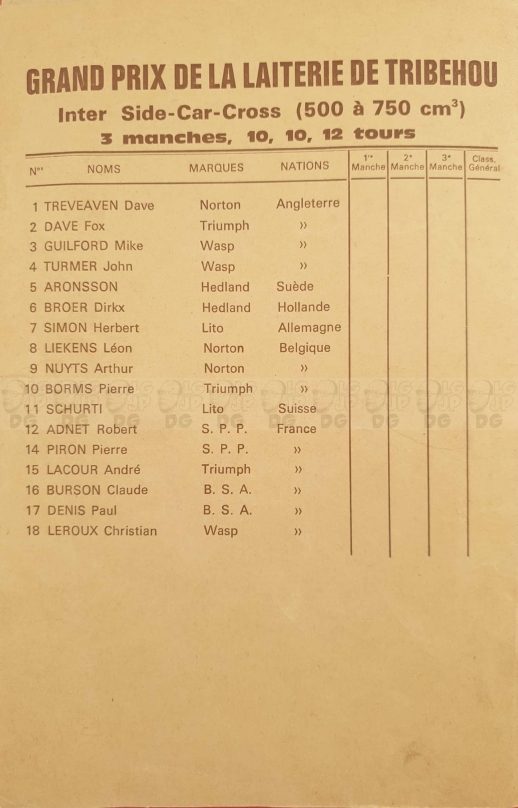 GRAND PRIX DE LA LAITERIE DE TRIBEHOU
Inter Side-Car-Cross (500 à 750 cm³)
3 manches, 10, 10, 12 tours
Nos NOMS MARQUES NATIONS 1re Manche 2e Manche 3e Manche Class. Général
1 TREVEAVEN Dave Norton Angleterre
2 DAVE Fox Triumph »
3 GUILFORD Mike Wasp »
4 TURMER John Wasp »
5 ARONSSON Hedland Suède
6 BROER Dirkx Hedland Hollande
7 SIMON Herbert Lito Allemagne
8 LIEKENS Léon Norton Belgique
9 NUYTS Arthur Norton »
10 BORMS Pierre Triumph »
11 SCHURTI Lito Suisse
12 ADNET Robert S. P. P. France
14 PIRON Pierre S. P. P. »
15 LACOUR André Triumph »
16 BURSON Claude B. S. A. »
17 DENIS Paul B. S. A. »
18 LEROUX Christian Wasp »